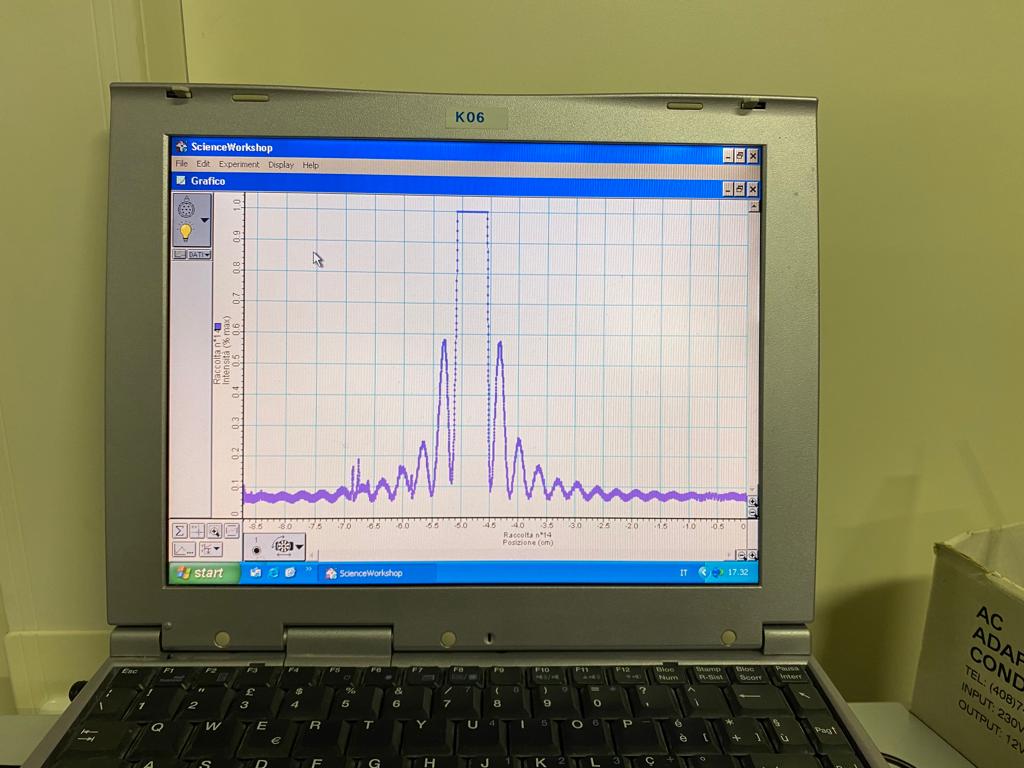 K06
ScienceWorkshop
File Edit Experiment Display Help
Grafico
DATI
Raccolta n°14
Intensità (% max)
1.0
0.9
0.8
0.7
0.6
0.5
0.4
0.3
0.2
0.1
0
-8.5 -8.0 -7.5 -7.0 -6.5 -6.0 -5.5 -5.0 -4.5 -4.0 -3.5 -3.0 -2.5 -2.0 -1.5 -1.0 -0.5
Raccolta n°14
Posizione (cm)
Σ
1
start
ScienceWorkshop
IT
17.32
Esc F1 F2 F3 F4 F5 F6 F7 F8 F9 F10 F11 F12 Bloc Num Stamp R-Sist Bloc Scorr Pausa Interr
\ ! 1 " 2 £ 3 $ 4 % 5 & 6 / 7 ( 8 ) 9 = 0 ? ^
Q W E € R T Y U I O P è é [ + * ] ù § Pag
A S D F G H J K L ç
AC
ADAP
COND
TEL: (408)7
INPUT: 230V
OUTPUT: 12V